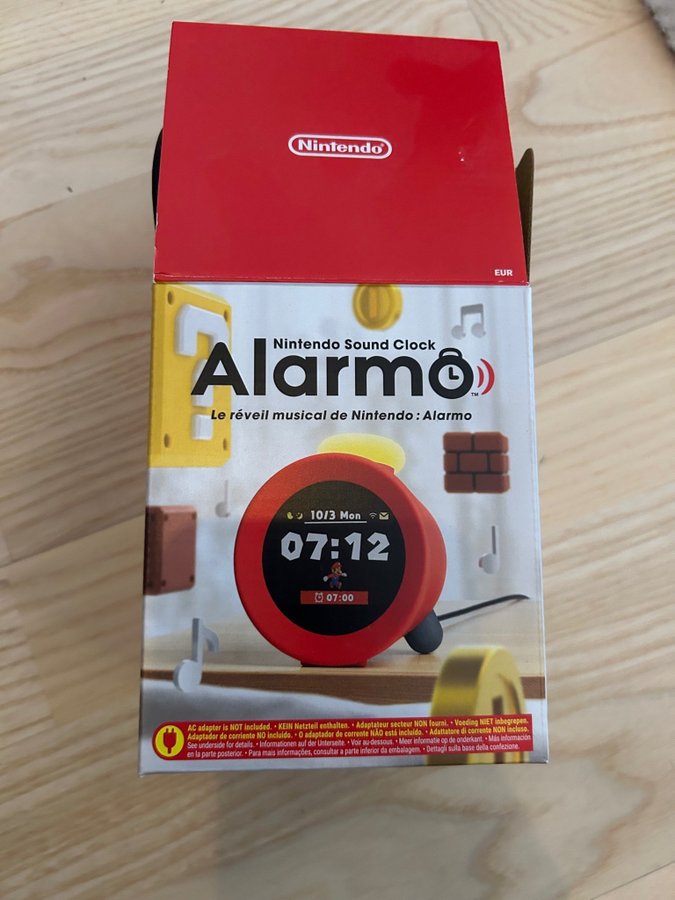 Nintendo®
EUR
Nintendo Sound Clock
Alarmo™
Le réveil musical de Nintendo : Alarmo
10/3 Mon
07:12
07:00
AC adapter is NOT included. • KEIN Netzteil enthalten. • Adaptateur secteur NON fourni. • Voeding NIET inbegrepen.
Adaptador de corriente NO incluido. • O adaptador de corrente NÃO está incluído. • Adattatore di corrente NON incluso.
See underside for details. • Informationen auf der Unterseite. • Voir au-dessous. • Meer informatie op de onderkant. • Más información
en la parte posterior. • Para mais informações, consultar a parte inferior da embalagem. • Dettagli sulla base della confezione.